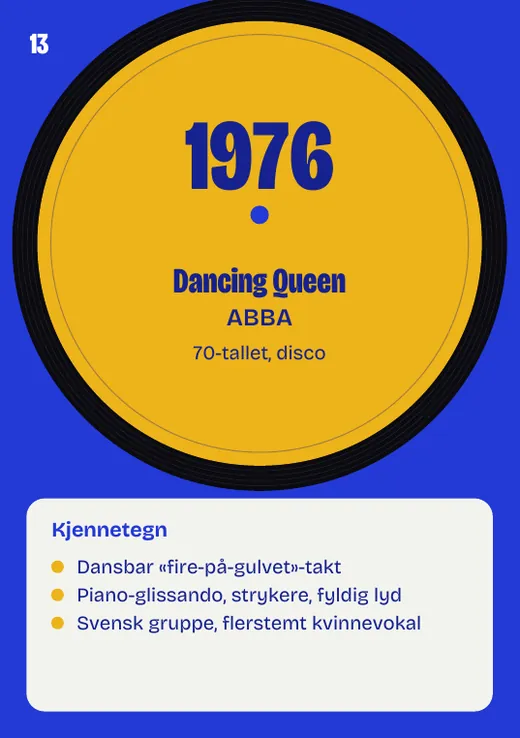 13
1976
Dancing Queen
ABBA
70-tallet, disco
Kjennetegn
Dansbar «fire-på-gulvet»-takt
Piano-glissando, strykere, fyldig lyd
Svensk gruppe, flerstemt kvinnevokal